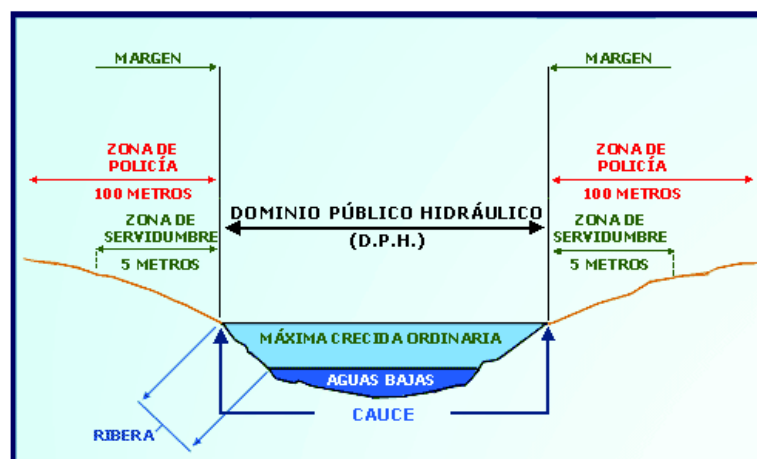 MARGEN
MARGEN
ZONA DE
POLICÍA
100 METROS
ZONA DE
POLICÍA
100 METROS
DOMINIO PÚBLICO HIDRÁULICO
(D.P.H.)
ZONA DE
SERVIDUMBRE
5 METROS
ZONA DE
SERVIDUMBRE
5 METROS
MÁXIMA CRECIDA ORDINARIA
AGUAS BAJAS
CAUCE
RIBERA